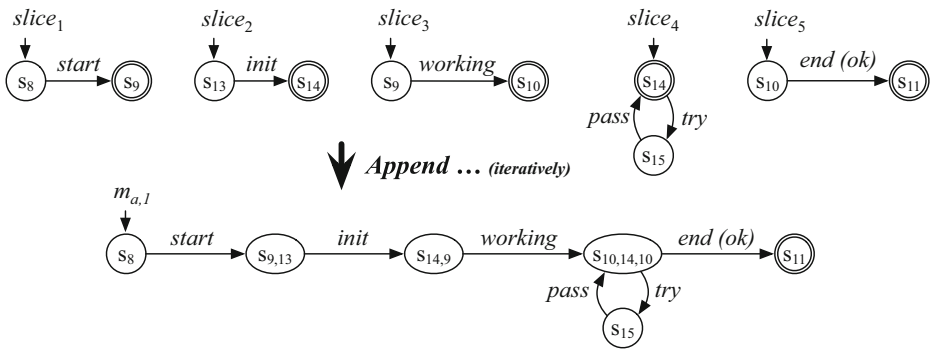 slice1 slice2 slice3 slice4 slice5
s8 start s9 s13 init s14 s9 working s10 s14 s10 end (ok) s11
pass try
s15
Append … (iteratively)
ma,1
s8 start s9,13 init s14,9 working s10,14,10 end (ok) s11
pass try
s15